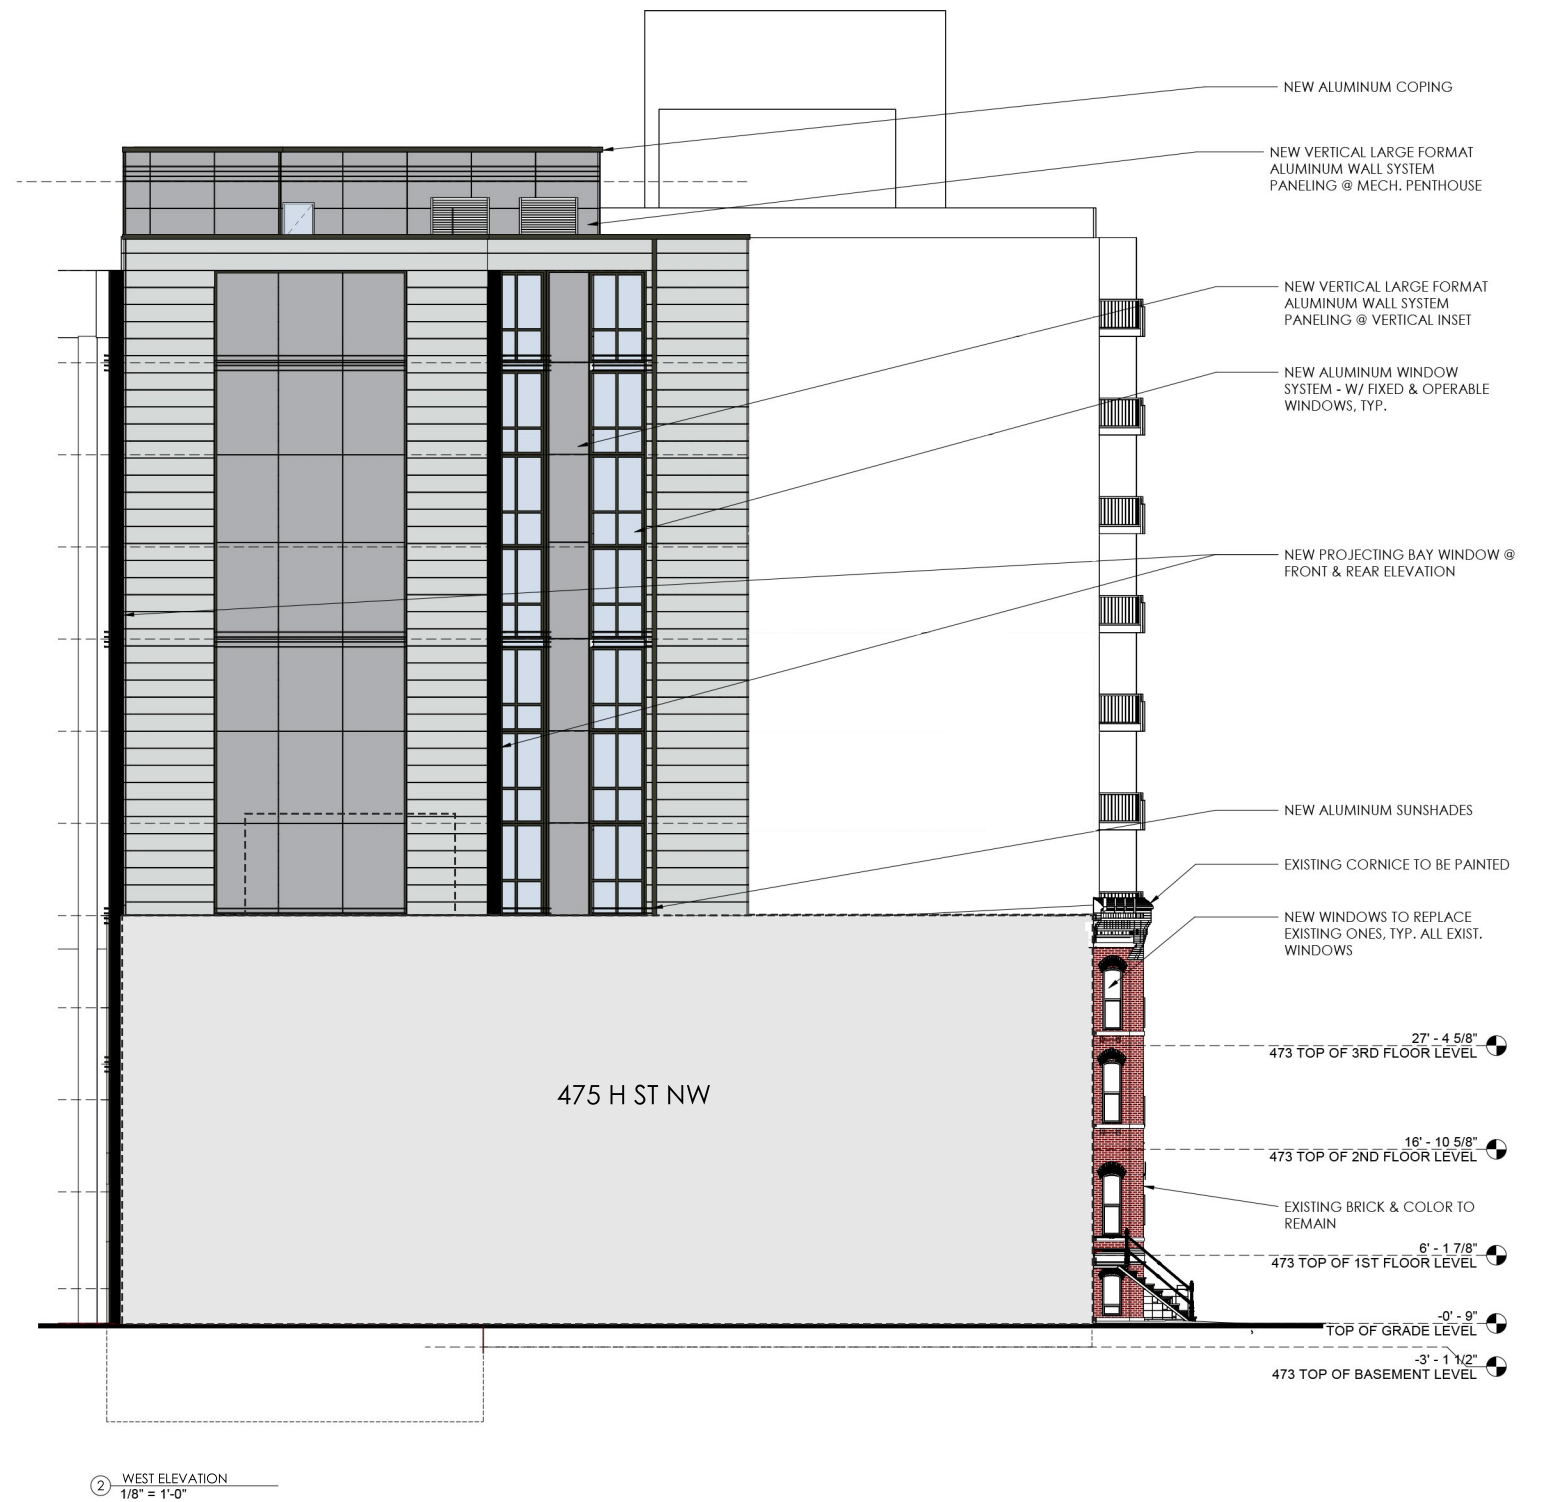 NEW ALUMINUM COPING
NEW VERTICAL LARGE FORMAT
ALUMINUM WALL SYSTEM
PANELING @ MECH. PENTHOUSE
NEW VERTICAL LARGE FORMAT
ALUMINUM WALL SYSTEM
PANELING @ VERTICAL INSET
NEW ALUMINUM WINDOW
SYSTEM - W/ FIXED & OPERABLE
WINDOWS, TYP.
NEW PROJECTING BAY WINDOW @
FRONT & REAR ELEVATION
NEW ALUMINUM SUNSHADES
EXISTING CORNICE TO BE PAINTED
NEW WINDOWS TO REPLACE
EXISTING ONES, TYP. ALL EXIST.
WINDOWS
27' - 4 5/8"
473 TOP OF 3RD FLOOR LEVEL
475 H ST NW
16' - 10 5/8"
473 TOP OF 2ND FLOOR LEVEL
EXISTING BRICK & COLOR TO
REMAIN
6' - 1 7/8"
473 TOP OF 1ST FLOOR LEVEL
-0' - 9"
TOP OF GRADE LEVEL
-3' - 1 1/2"
473 TOP OF BASEMENT LEVEL
2 WEST ELEVATION
1/8" = 1'-0"